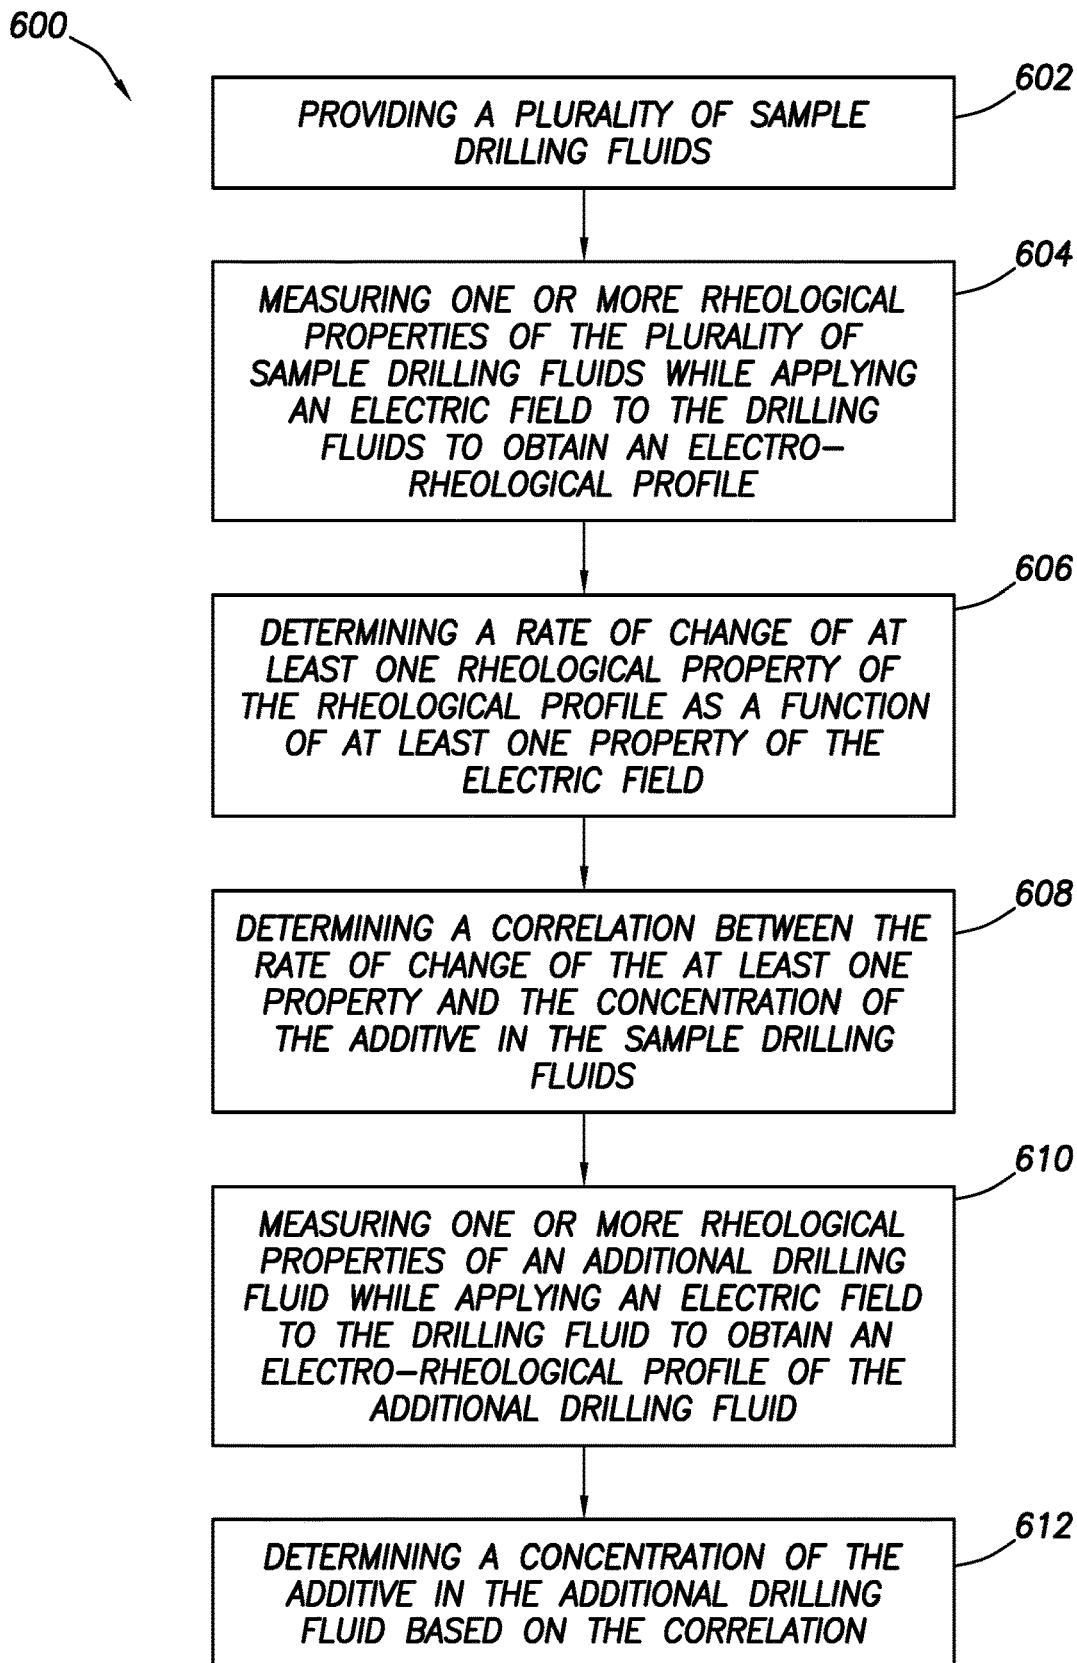 600
602
PROVIDING A PLURALITY OF SAMPLE
DRILLING FLUIDS
604
MEASURING ONE OR MORE RHEOLOGICAL
PROPERTIES OF THE PLURALITY OF
SAMPLE DRILLING FLUIDS WHILE APPLYING
AN ELECTRIC FIELD TO THE DRILLING
FLUIDS TO OBTAIN AN ELECTRO-
RHEOLOGICAL PROFILE
606
DETERMINING A RATE OF CHANGE OF AT
LEAST ONE RHEOLOGICAL PROPERTY OF
THE RHEOLOGICAL PROFILE AS A FUNCTION
OF AT LEAST ONE PROPERTY OF THE
ELECTRIC FIELD
608
DETERMINING A CORRELATION BETWEEN THE
RATE OF CHANGE OF THE AT LEAST ONE
PROPERTY AND THE CONCENTRATION OF
THE ADDITIVE IN THE SAMPLE DRILLING
FLUIDS
610
MEASURING ONE OR MORE RHEOLOGICAL
PROPERTIES OF AN ADDITIONAL DRILLING
FLUID WHILE APPLYING AN ELECTRIC FIELD
TO THE DRILLING FLUID TO OBTAIN AN
ELECTRO-RHEOLOGICAL PROFILE OF THE
ADDITIONAL DRILLING FLUID
612
DETERMINING A CONCENTRATION OF THE
ADDITIVE IN THE ADDITIONAL DRILLING
FLUID BASED ON THE CORRELATION